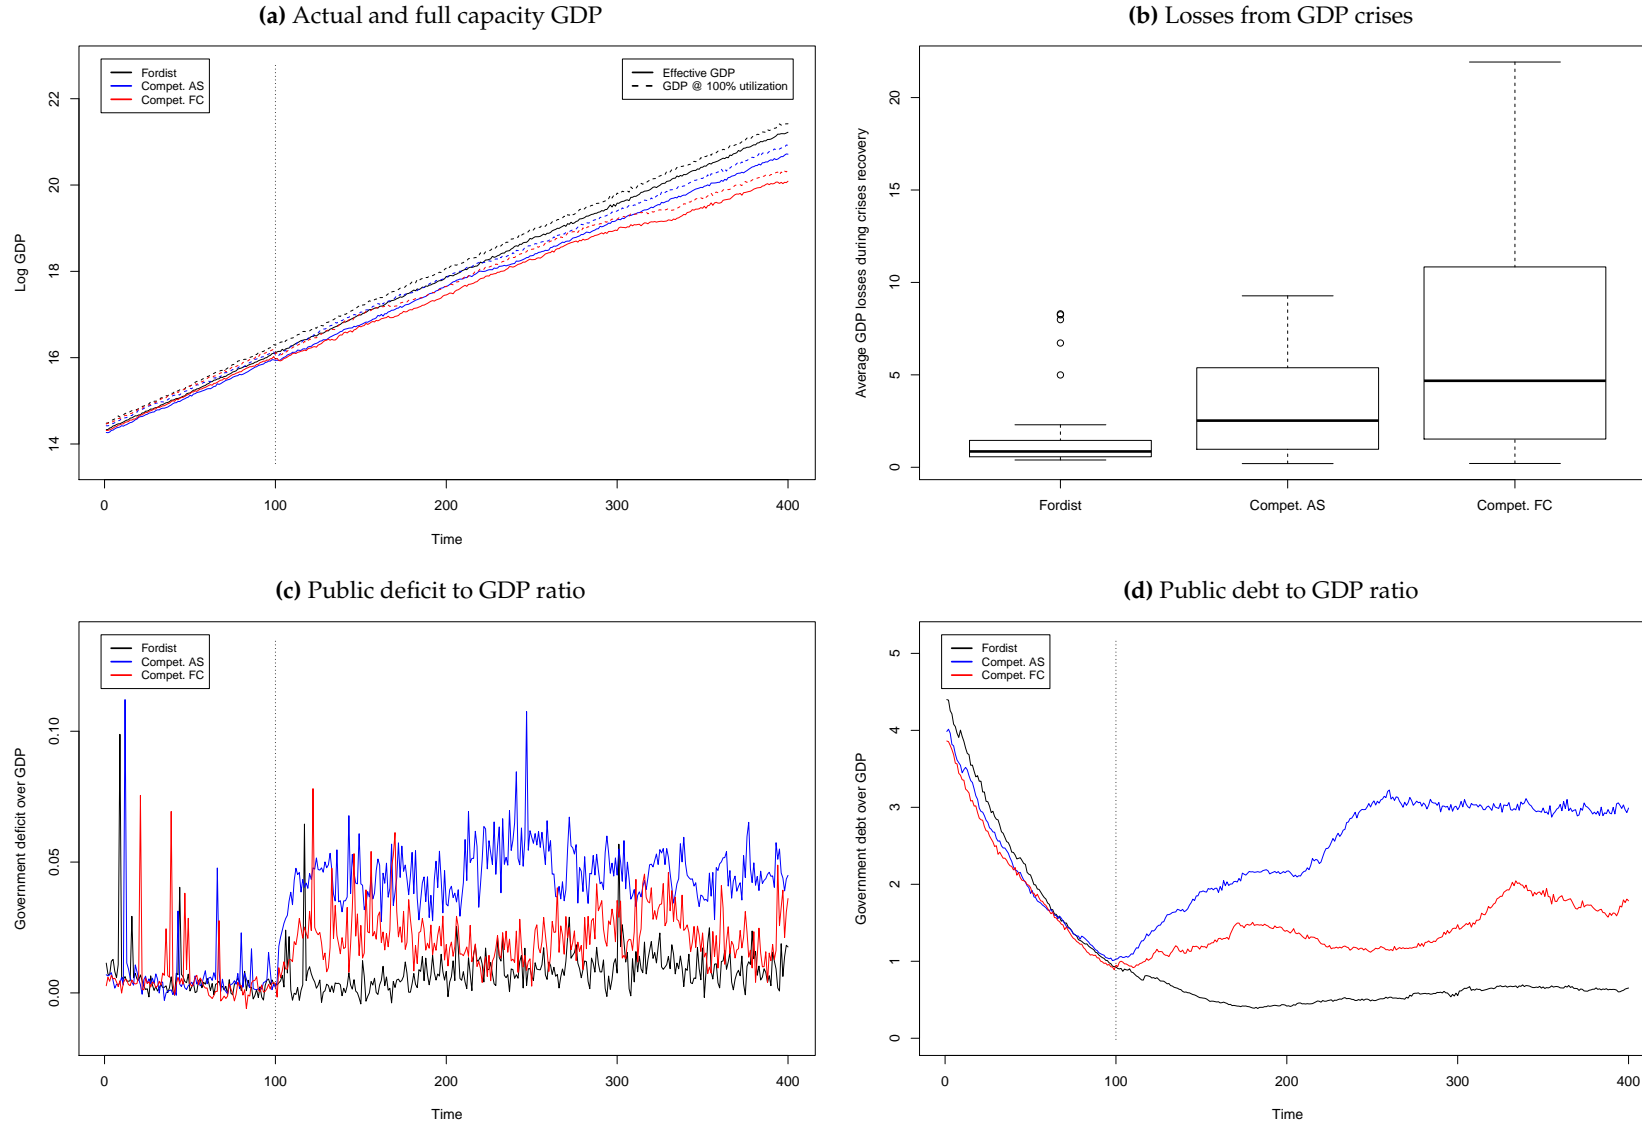 (a) Actual and full capacity GDP
Fordist
Compet. AS
Compet. FC
Effective GDP
GDP @ 100% utilization
Log GDP
22
20
18
16
14
0 100 200 300 400
Time
(b) Losses from GDP crises
Average GDP losses during crises recovery
20
15
10
5
0
Fordist Compet. AS Compet. FC
(c) Public deficit to GDP ratio
Fordist
Compet. AS
Compet. FC
Government deficit over GDP
0.10
0.05
0.00
0 100 200 300 400
Time
(d) Public debt to GDP ratio
Fordist
Compet. AS
Compet. FC
Government debt over GDP
5
4
3
2
1
0
0 100 200 300 400
Time